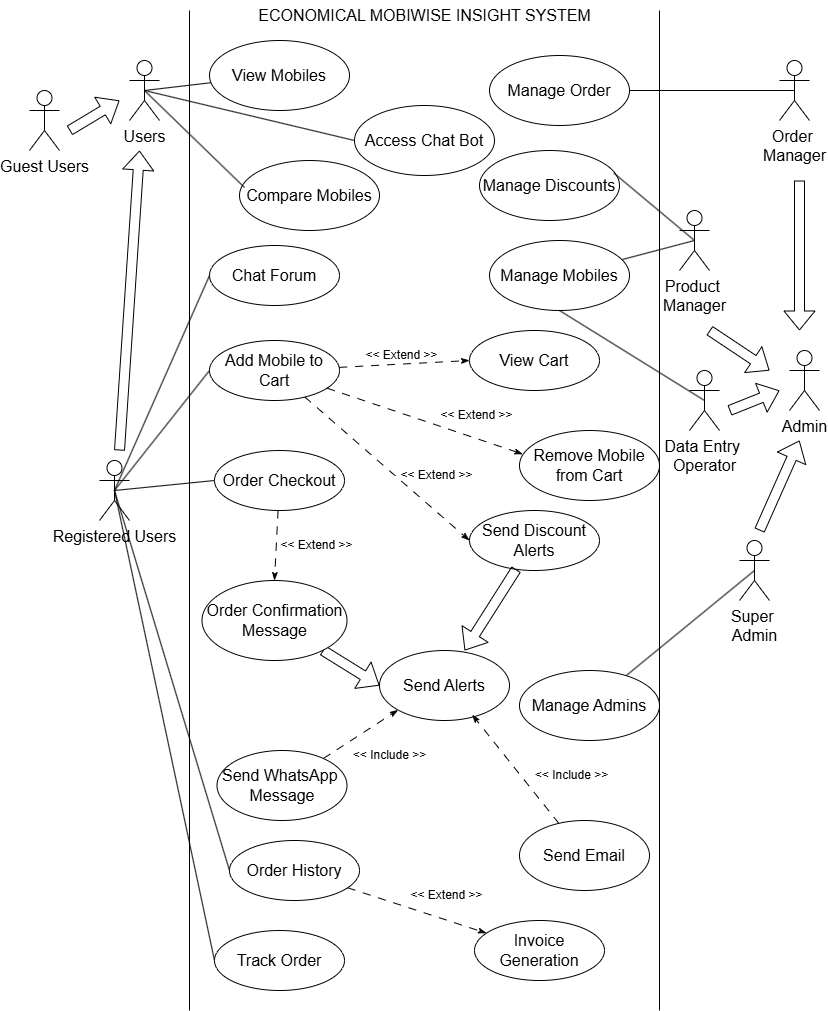 ECONOMICAL MOBIWISE INSIGHT SYSTEM
View Mobiles
Manage Order
Users
Order
Manager
Guest Users
Access Chat Bot
Compare Mobiles
Manage Discounts
Chat Forum
Manage Mobiles
Product
Manager
Add Mobile to
Cart
<< Extend >>
View Cart
<< Extend >>
Admin
Data Entry
Operator
Remove Mobile
from Cart
<< Extend >>
Order Checkout
Registered Users
Send Discount
Alerts
<< Extend >>
Order Confirmation
Message
Super
Admin
Send Alerts
Manage Admins
<< Include >>
Send WhatsApp
Message
<< Include >>
Send Email
Order History
<< Extend >>
Invoice
Generation
Track Order